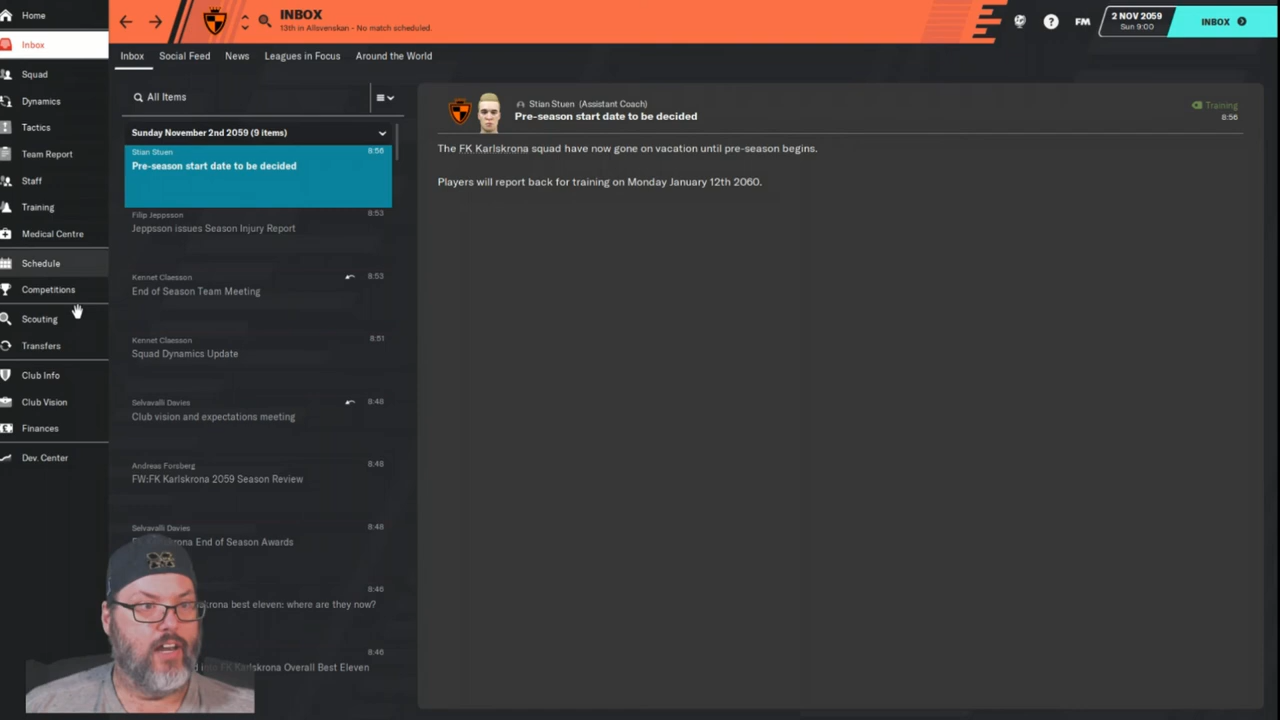 Home
Inbox
Squad
Dynamics
Tactics
Team Report
Staff
Training
Medical Centre
Schedule
Competitions
Scouting
Transfers
Club Info
Club Vision
Finances
Dev. Center
INBOX
13th in Allsvenskan - No match scheduled.
?
FM
2 NOV 2059
Sun 9:00
INBOX
Inbox
Social Feed
News
Leagues in Focus
Around the World
All Items
Sunday November 2nd 2059 (9 items)
Stian Stuen 8:56
Pre-season start date to be decided
Filip Jeppsson 8:53
Jeppsson issues Season Injury Report
Kennet Claesson 8:53
End of Season Team Meeting
Kennet Claesson 8:51
Squad Dynamics Update
Selvavalli Davies 8:48
Club vision and expectations meeting
Andreas Forsberg 8:48
FW:FK Karlskrona 2059 Season Review
Selvavalli Davies 8:48
End of Season Awards
8:46
best eleven: where are they now?
8:46
FK Karlskrona Overall Best Eleven
Stian Stuen (Assistant Coach)
Pre-season start date to be decided
Training
8:56
The FK Karlskrona squad have now gone on vacation until pre-season begins.
Players will report back for training on Monday January 12th 2060.